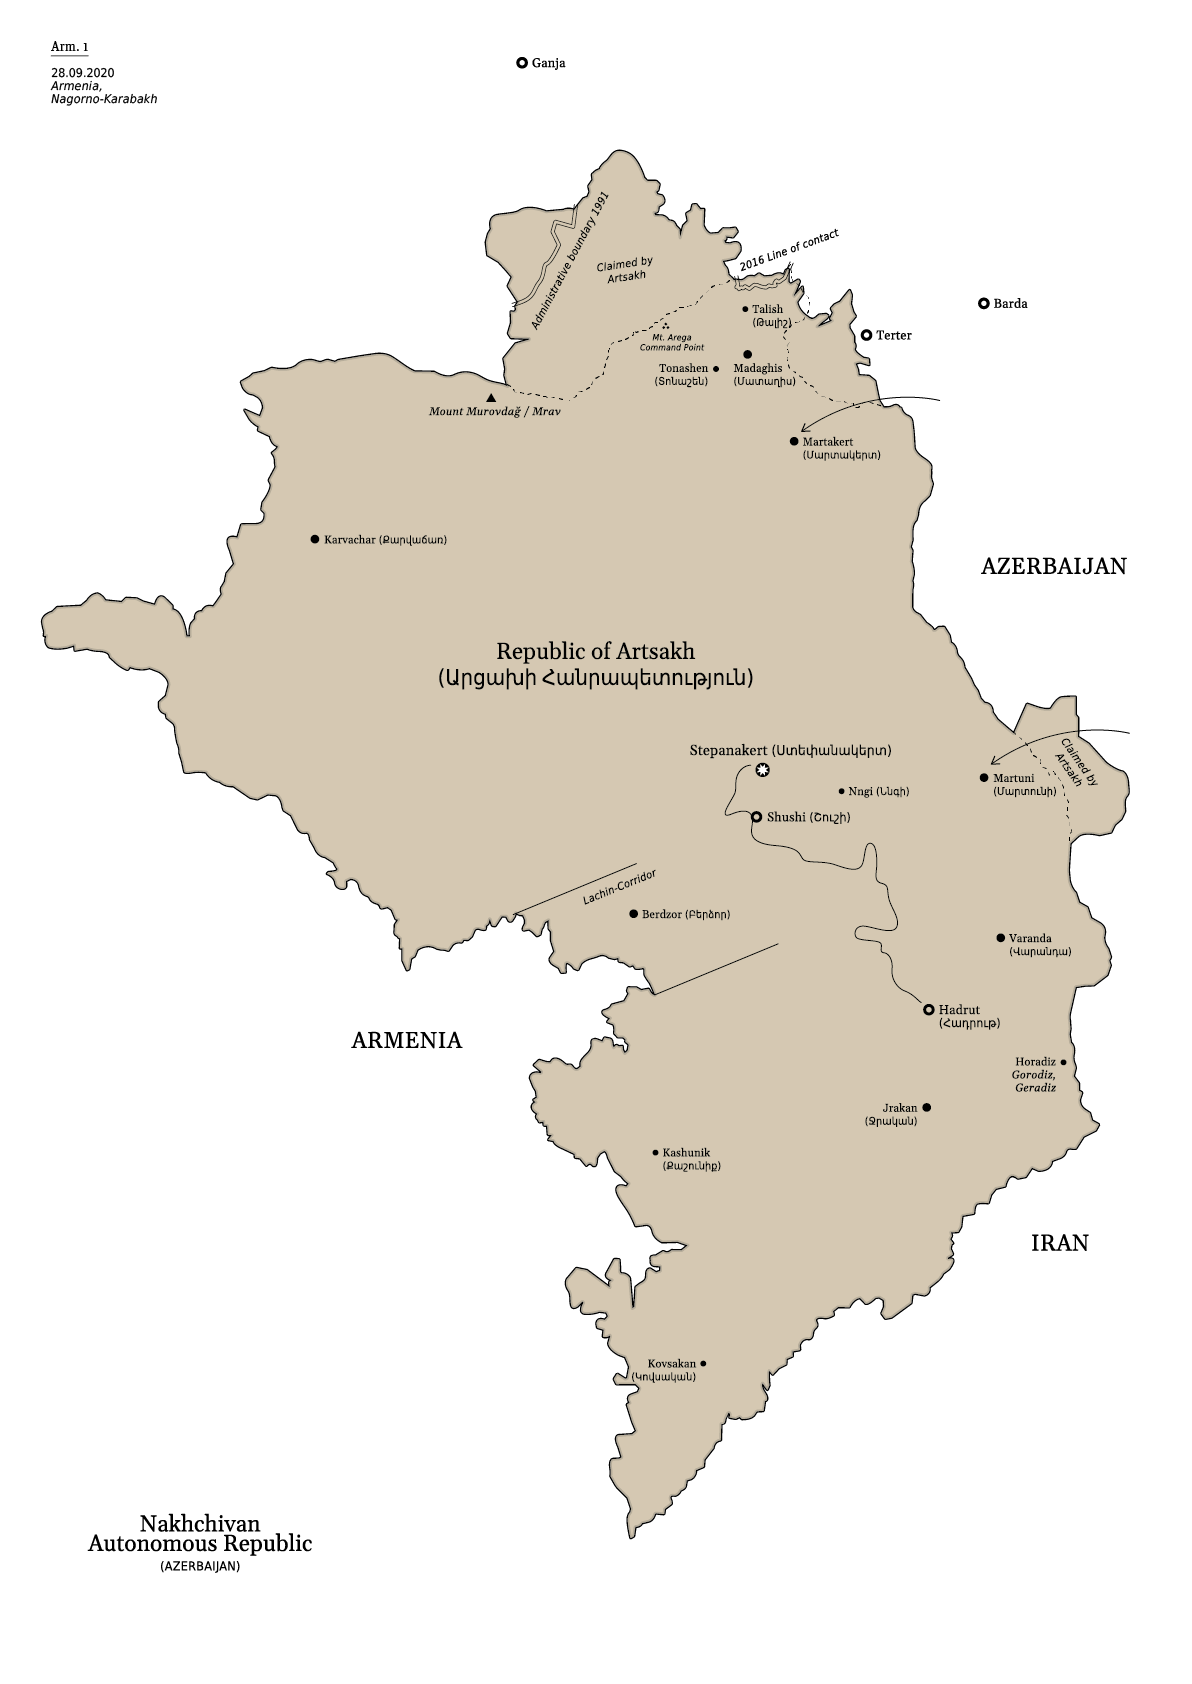 Arm. 1
28.09.2020
Armenia,
Nagorno-Karabakh
Ganja
Administrative boundary 1991
Claimed by
Artsakh
2016 Line of contact
Barda
Talish
(Թալիշ)
Terter
Mt. Arega
Command Point
Tonashen
(Տոնաշեն)
Madaghis
(Մատաղիս)
Mount Murovdağ / Mrav
Martakert
(Մարտակերտ)
Karvachar (Քարվաճառ)
AZERBAIJAN
Republic of Artsakh
(Արցախի Հանրապետություն)
Stepanakert (Ստեփանակերտ)
Claimed by
Artsakh
Martuni
(Մարտունի)
Nngi (Ննգի)
Shushi (Շուշի)
Lachin-Corridor
Berdzor (Բերձոր)
Varanda
(Վարանդա)
Hadrut
(Հադրութ)
ARMENIA
Horadiz
Gorodiz,
Geradiz
Jrakan
(Ջրական)
Kashunik
(Քաշունիք)
IRAN
Kovsakan
(Կովսական)
Nakhchivan
Autonomous Republic
(AZERBAIJAN)